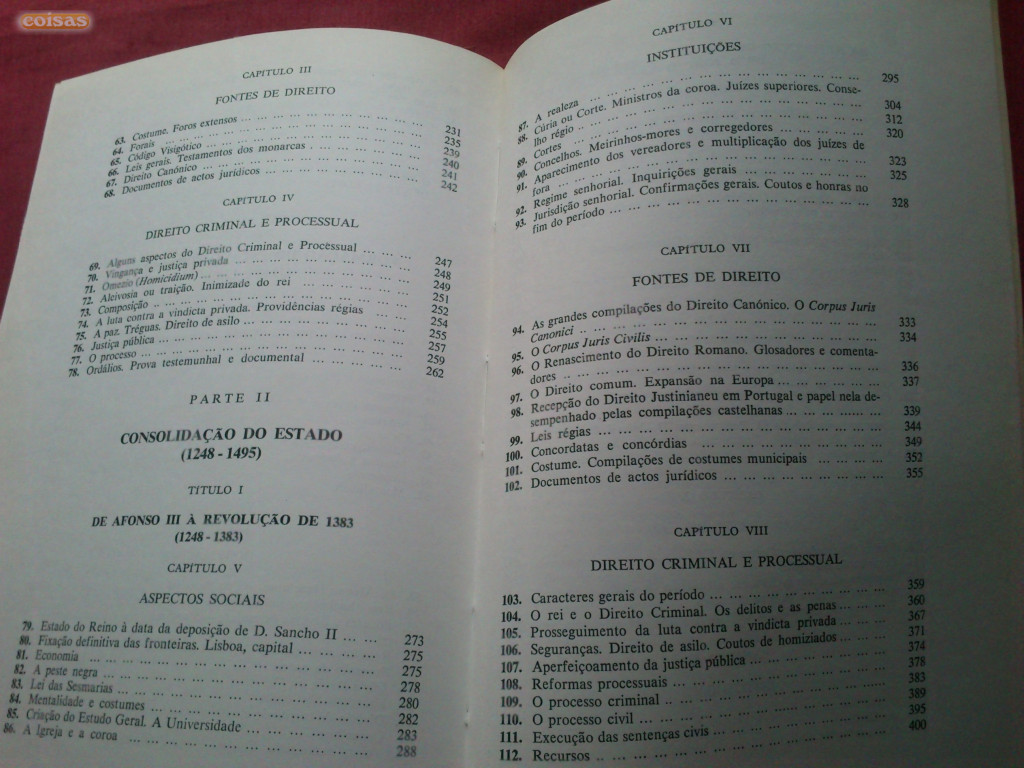 coisas
CAPÍTULO III
FONTES DE DIREITO
63. Costume. Foros extensos ... 231
64. Forais ... 235
65. Código Visigótico ... 239
66. Leis gerais. Testamentos dos monarcas . 240
67. Direito Canónico ... 241
68. Documentos de actos jurídicos ... 242
CAPÍTULO IV
DIREITO CRIMINAL E PROCESSUAL
69. Alguns aspectos do Direito Criminal e Processual ... 247
70. Vingança e justiça privada ... 248
71. Omezio (Homicidium) ... 249
72. Aleivosia ou traição. Inimizade do rei ... 251
73. Composição ... 252
74. A luta contra a vindicta privada. Providências régias ... 254
75. A paz. Tréguas. Direito de asilo ... 255
76. Justiça pública ... 257
77. O processo ... 259
78. Ordálios. Prova testemunhal e documental ... 262
PARTE II
CONSOLIDAÇÃO DO ESTADO
(1248 - 1495)
TÍTULO I
DE AFONSO III À REVOLUÇÃO DE 1383
(1248 - 1383)
CAPÍTULO V
ASPECTOS SOCIAIS
79. Estado do Reino à data da deposição de D. Sancho II ... 273
80. Fixação definitiva das fronteiras. Lisboa, capital ... 275
81. Economia ... 275
82. A peste negra ... 278
83. Lei das Sesmarias ... 280
84. Mentalidade e costumes ... 282
85. Criação do Estudo Geral. A Universidade ... 283
86. A Igreja e a coroa ... 288
CAPÍTULO VI
INSTITUIÇÕES
87. A realeza ... 295
88. Cúria ou Corte. Ministros da coroa. Juízes superiores. Conse-
lho régio ... 304
89. Cortes ... 312
90. Concelhos. Meirinhos-mores e corregedores ... 320
91. Aparecimento dos vereadores e multiplicação dos juízes de
fora ... 323
92. Regime senhorial. Inquirições gerais ... 325
93. Jurisdição senhorial. Confirmações gerais. Coutos e honras no
fim do período ... 328
CAPÍTULO VII
FONTES DE DIREITO
94. As grandes compilações do Direito Canónico. O Corpus Juris
Canonici ... 333
95. O Corpus Juris Civilis ... 334
96. O Renascimento do Direito Romano. Glosadores e comenta-
dores ... 336
97. O Direito comum. Expansão na Europa ... 337
98. Recepção do Direito Justinianeu em Portugal e papel nela de-
sempenhado pelas compilações castelhanas ... 339
99. Leis régias ... 344
100. Concordatas e concórdias ... 349
101. Costume. Compilações de costumes municipais ... 352
102. Documentos de actos jurídicos ... 355
CAPÍTULO VIII
DIREITO CRIMINAL E PROCESSUAL
103. Caracteres gerais do período ... 359
104. O rei e o Direito Criminal. Os delitos e as penas ... 360
105. Prosseguimento da luta contra a vindicta privada ... 367
106. Seguranças. Direito de asilo. Coutos de homiziados ... 371
107. Aperfeiçoamento da justiça pública ... 374
108. Reformas processuais ... 378
109. O processo criminal ... 383
110. O processo civil ... 389
111. Execução das sentenças civis ... 395
112. Recursos ... 400